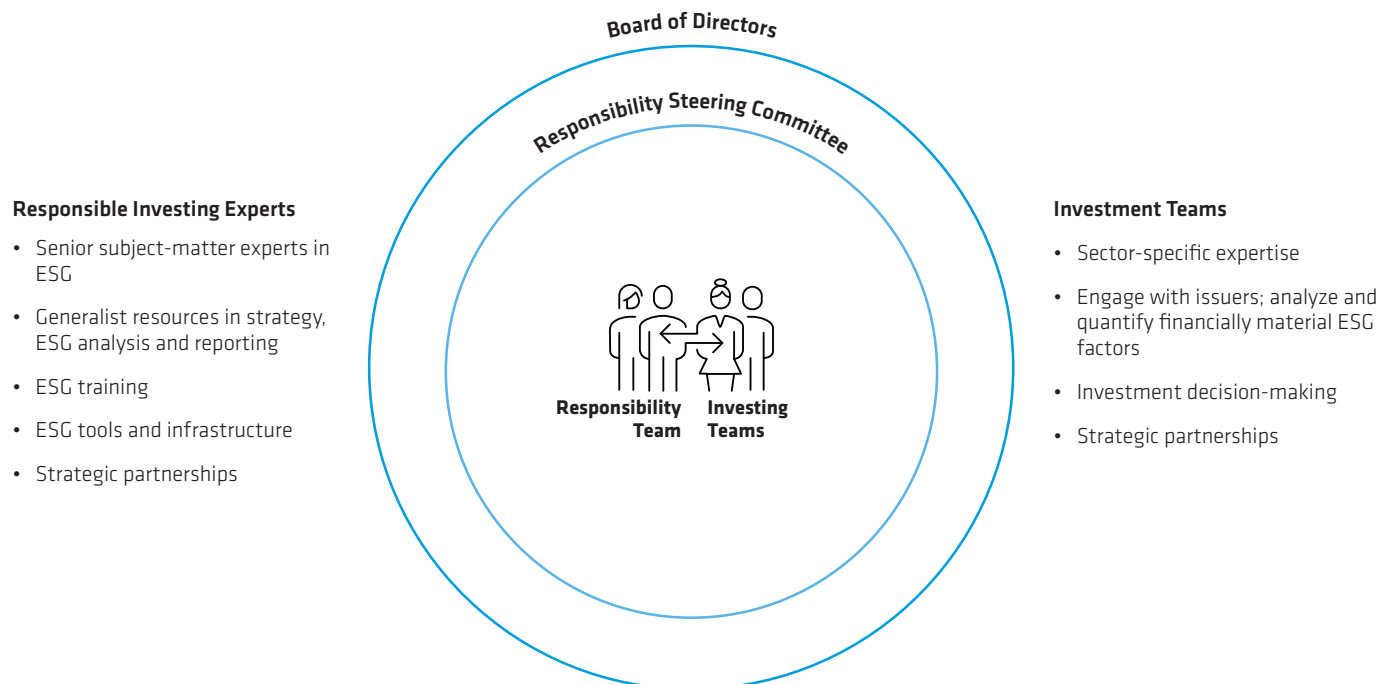 Board of Directors
Responsibility Steering Committee
Responsible Investing Experts
• Senior subject-matter experts in
ESG
• Generalist resources in strategy,
ESG analysis and reporting
• ESG training
• ESG tools and infrastructure
• Strategic partnerships
Responsibility
Team
Investing
Teams
Investment Teams
• Sector-specific expertise
• Engage with issuers; analyze and
quantify financially material ESG
factors
• Investment decision-making
• Strategic partnerships